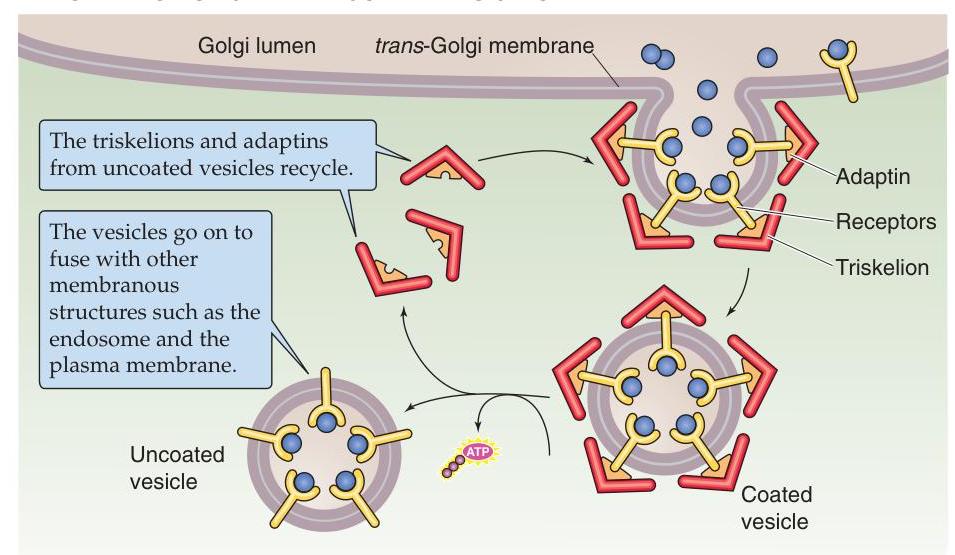 Golgi lumen
trans-Golgi membrane
The triskelions and adaptins
from uncoated vesicles recycle.
Adaptin
Receptors
Triskelion
The vesicles go on to
fuse with other
membranous
structures such as the
endosome and the
plasma membrane.
Uncoated
vesicle
ATP
Coated
vesicle